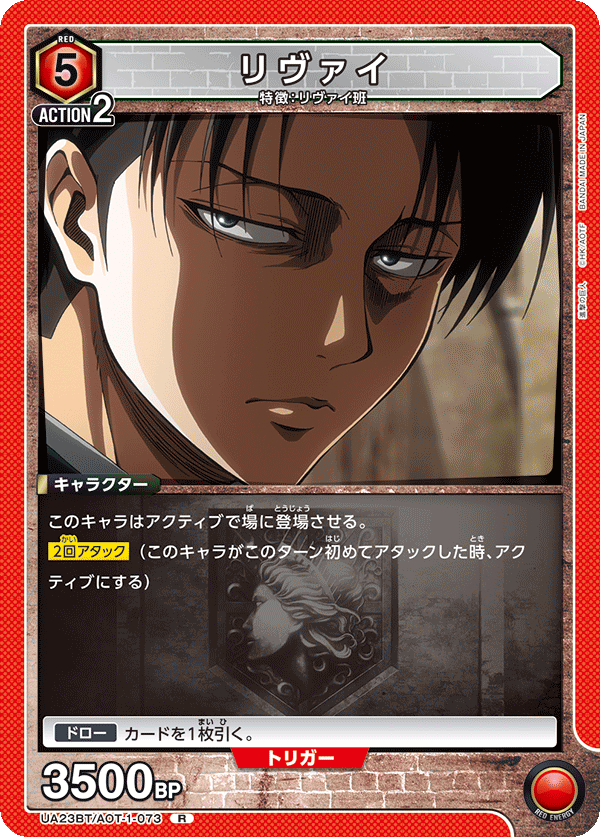 RED
5
ACTION2
リヴァイ
特徴：リヴァイ班
進撃の巨人 ©HK/AOTF BANDAI MADE IN JAPAN
キャラクター
このキャラはアクティブで場に登場させる。
2回アタック（このキャラがこのターン初めてアタックした時、アク
ティブにする）
ドロー カードを1枚引く。
トリガー
3500BP
UA23BT/AOT-1-073 R
RED ENERGY